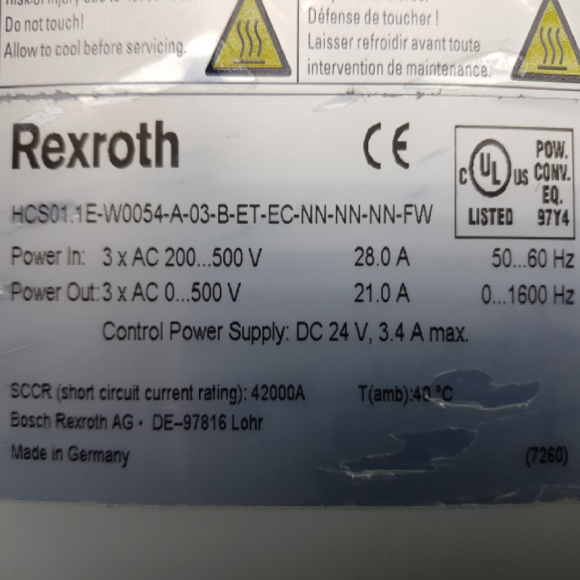 Do not touch!
Allow to cool before servicing.
Défense de toucher !
Laisser refroidir avant toute
intervention de maintenance.
Rexroth
CE
C UL US
LISTED
POW.
CONV.
EQ.
97Y4
HCS01.1E-W0054-A-03-B-ET-EC-NN-NN-NN-FW
Power In: 3 x AC 200...500 V 28.0 A 50...60 Hz
Power Out: 3 x AC 0...500 V 21.0 A 0...1600 Hz
Control Power Supply: DC 24 V, 3.4 A max.
SCCR (short circuit current rating): 42000A T(amb):40 °C
Bosch Rexroth AG • DE-97816 Lohr
Made in Germany (7260)